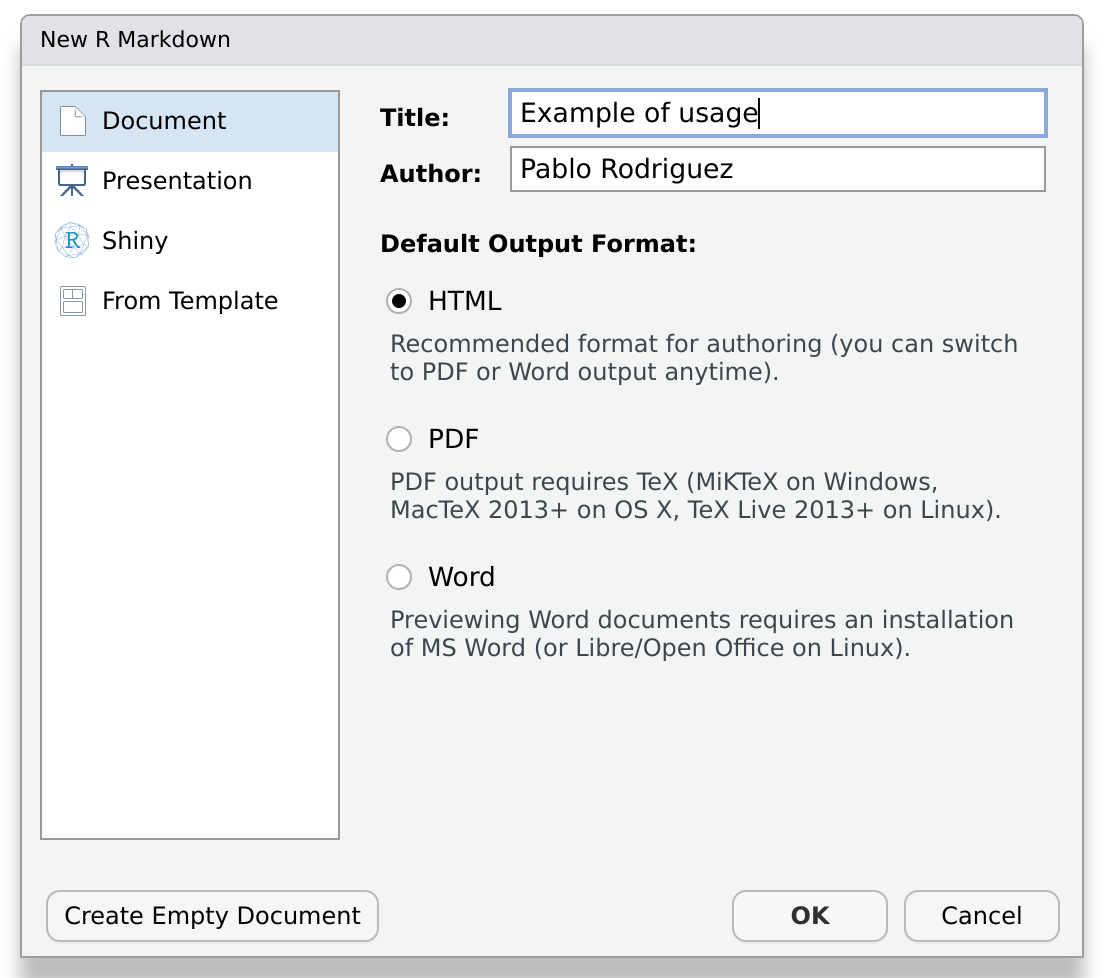 New R Markdown
Document
Presentation
R Shiny
From Template
Title: Example of usage
Author: Pablo Rodriguez
Default Output Format:
HTML
Recommended format for authoring (you can switch
to PDF or Word output anytime).
PDF
PDF output requires TeX (MiKTeX on Windows,
MacTeX 2013+ on OS X, TeX Live 2013+ on Linux).
Word
Previewing Word documents requires an installation
of MS Word (or Libre/Open Office on Linux).
Create Empty Document OK Cancel